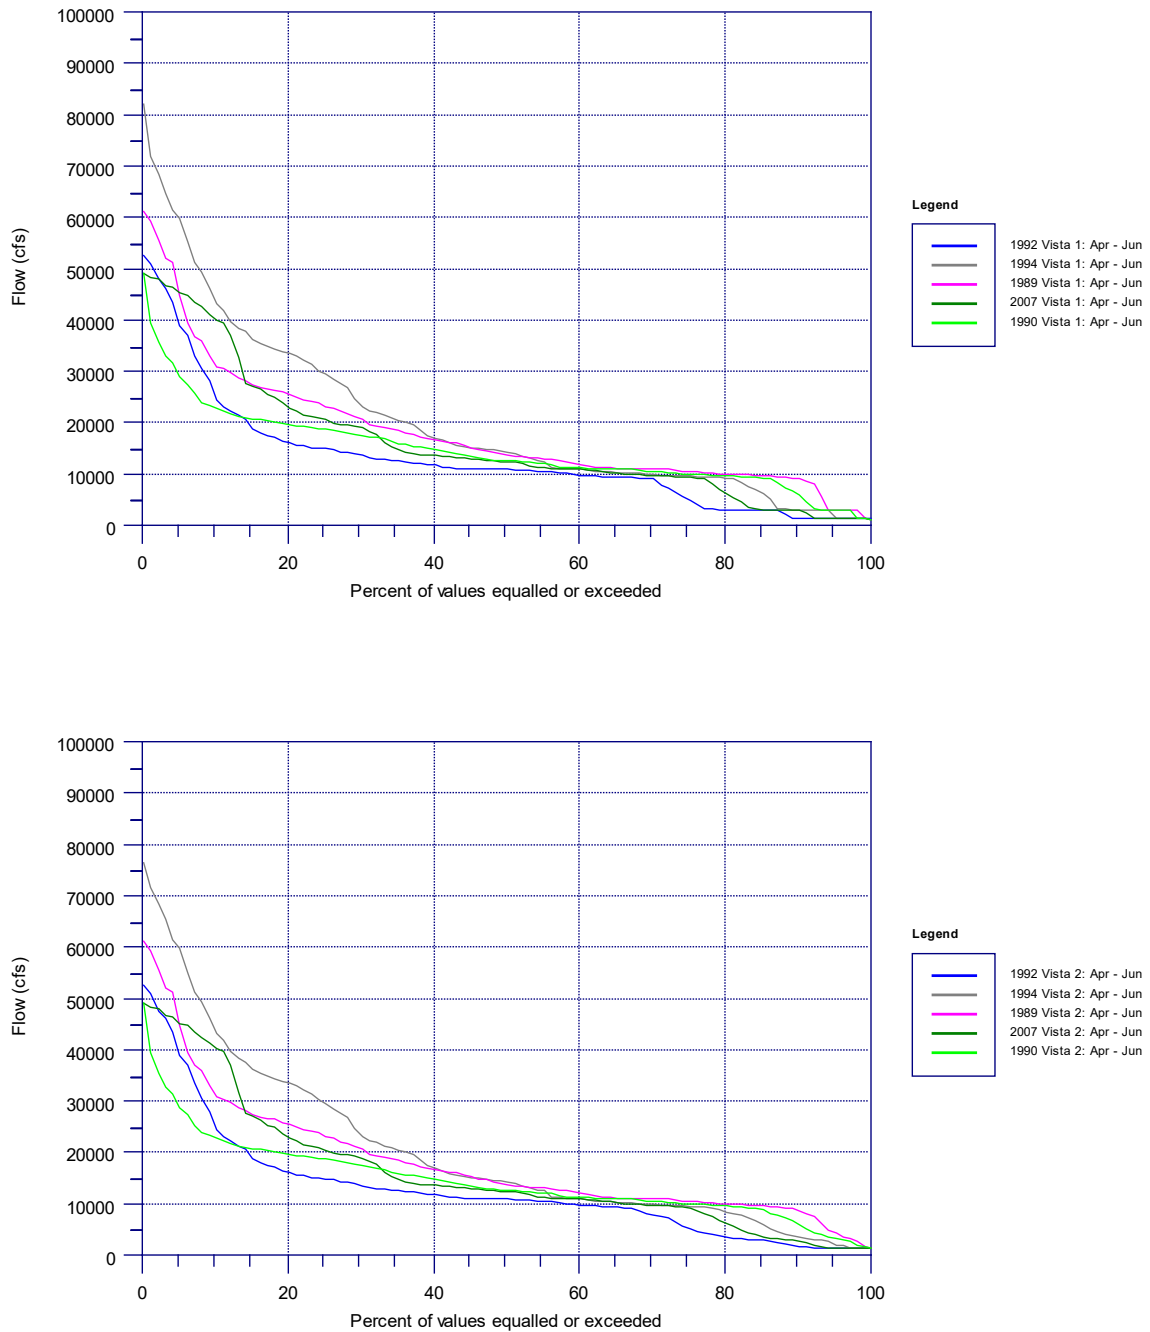 100000
90000
80000
70000
60000
50000
40000
30000
20000
10000
0
Flow (cfs)
0 20 40 60 80 100
Percent of values equalled or exceeded
Legend
1992 Vista 1: Apr - Jun
1994 Vista 1: Apr - Jun
1989 Vista 1: Apr - Jun
2007 Vista 1: Apr - Jun
1990 Vista 1: Apr - Jun
100000
90000
80000
70000
60000
50000
40000
30000
20000
10000
0
Flow (cfs)
0 20 40 60 80 100
Percent of values equalled or exceeded
Legend
1992 Vista 2: Apr - Jun
1994 Vista 2: Apr - Jun
1989 Vista 2: Apr - Jun
2007 Vista 2: Apr - Jun
1990 Vista 2: Apr - Jun